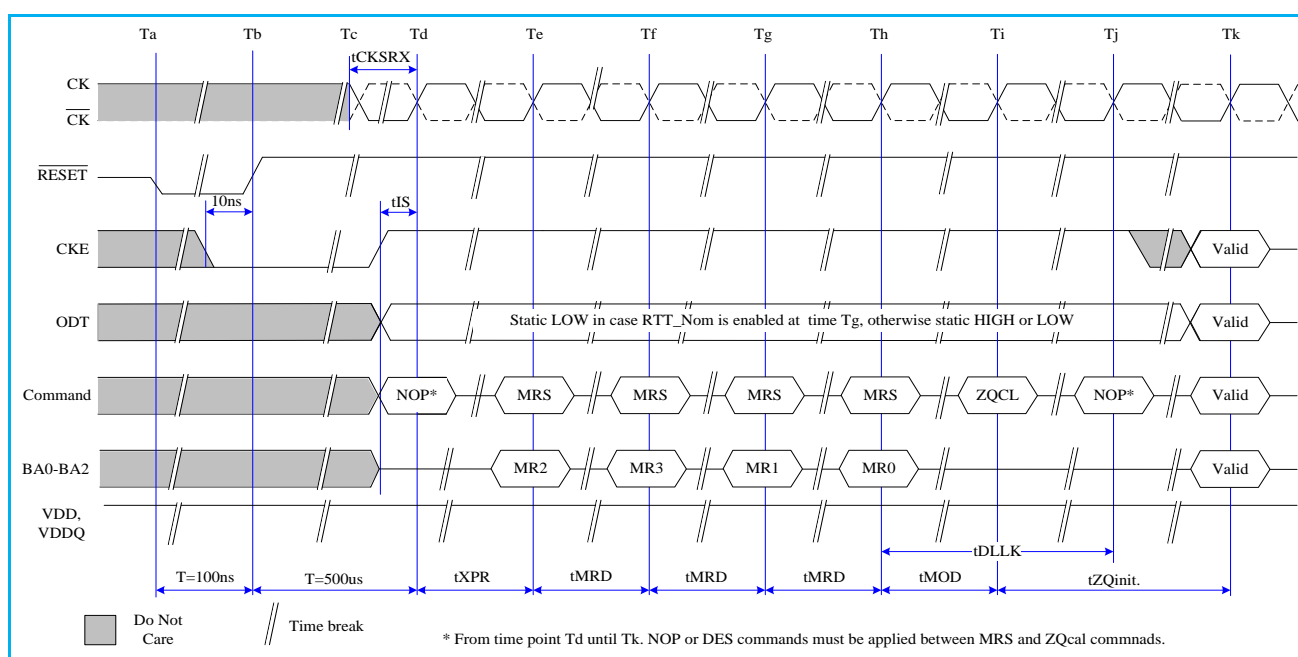 Ta Tb Tc Td Te Tf Tg Th Ti Tj Tk
tCKSRX
CK
CK
RESET
10ns
tIS
CKE
Valid
ODT
Static LOW in case RTT_Nom is enabled at time Tg, otherwise static HIGH or LOW
Valid
Command
NOP* MRS MRS MRS MRS ZQCL NOP* Valid
BA0-BA2
MR2 MR3 MR1 MR0 Valid
VDD,
VDDQ
tDLLK
T=100ns T=500us tXPR tMRD tMRD tMRD tMOD tZQinit.
Do Not
Care
Time break
* From time point Td until Tk. NOP or DES commands must be applied between MRS and ZQcal commnads.